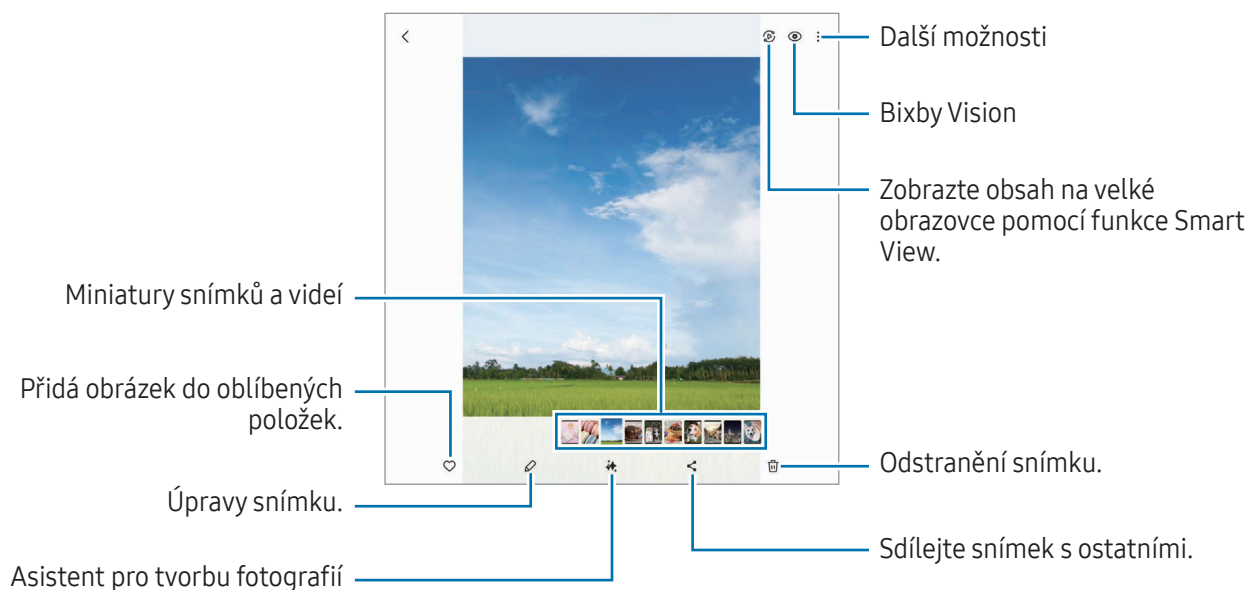 Další možnosti
Bixby Vision
Zobrazte obsah na velké
obrazovce pomocí funkce Smart
View.
Miniatury snímků a videí
Přidá obrázek do oblíbených
položek.
Odstranění snímku.
Úpravy snímku.
Sdílejte snímek s ostatními.
Asistent pro tvorbu fotografií